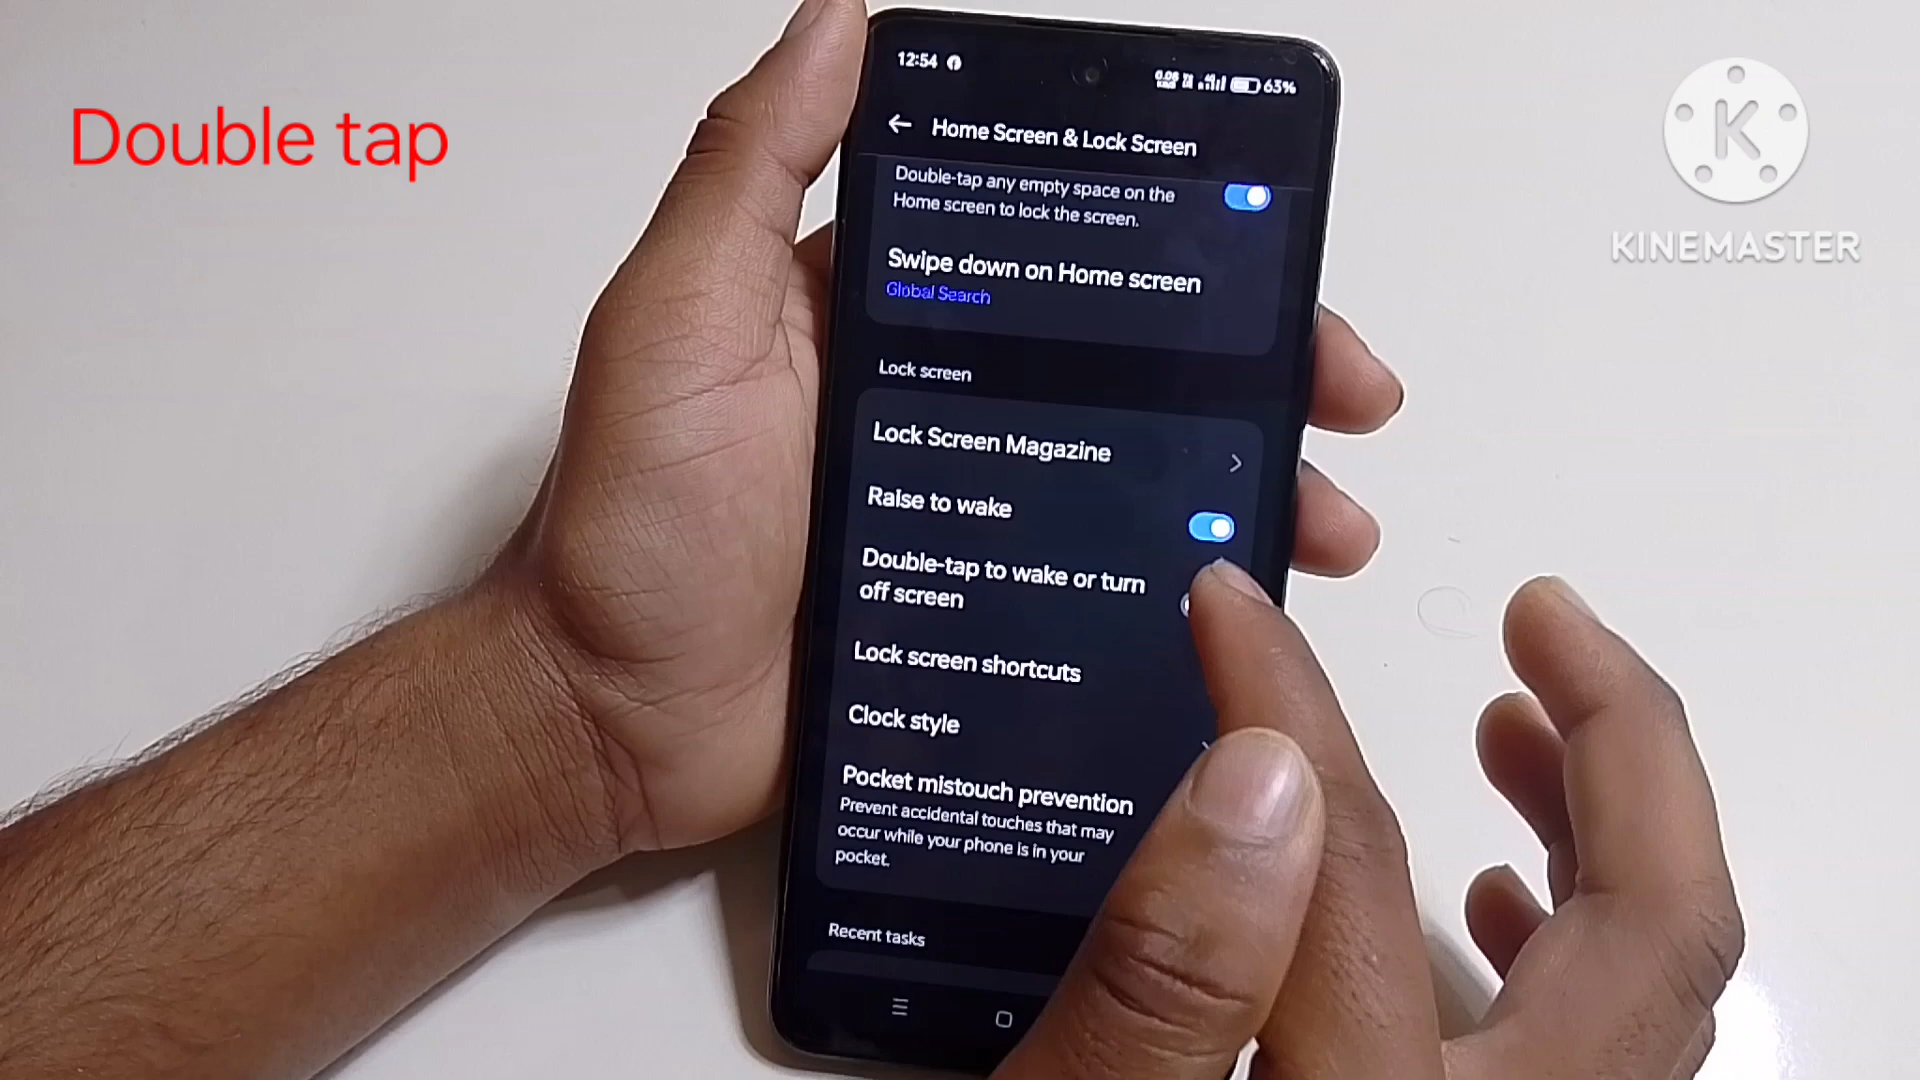 Double tap
KINEMASTER
12:54
63%
Home Screen & Lock Screen
Double-tap any empty space on the
Home screen to lock the screen.
Swipe down on Home screen
Global Search
Lock screen
Lock Screen Magazine
Raise to wake
Double-tap to wake or turn
off screen
Lock screen shortcuts
Clock style
Pocket mistouch prevention
Prevent accidental touches that may
occur while your phone is in your
pocket.
Recent tasks